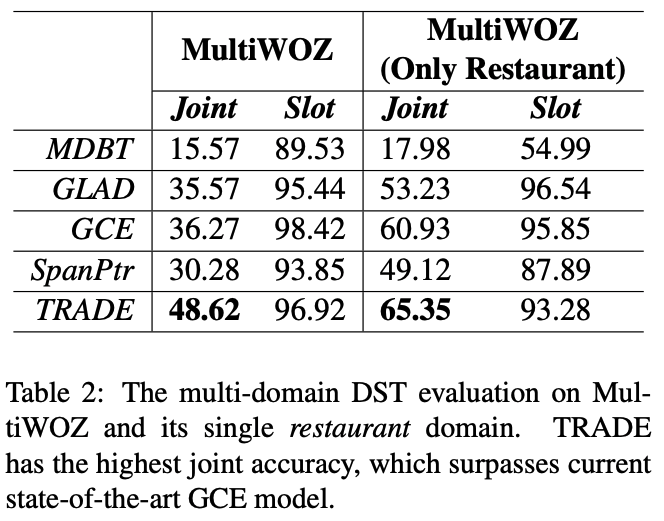 MultiWOZ MultiWOZ (Only Restaurant)
Joint Slot Joint Slot
MDBT 15.57 89.53 17.98 54.99
GLAD 35.57 95.44 53.23 96.54
GCE 36.27 98.42 60.93 95.85
SpanPtr 30.28 93.85 49.12 87.89
TRADE 48.62 96.92 65.35 93.28
Table 2: The multi-domain DST evaluation on Mul-
tiWOZ and its single restaurant domain. TRADE
has the highest joint accuracy, which surpasses current
state-of-the-art GCE model.